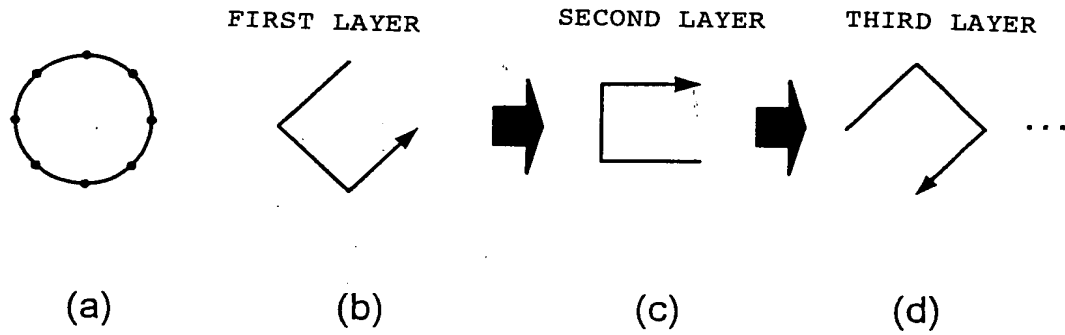 FIRST LAYER SECOND LAYER THIRD LAYER
...
(a) (b) (c) (d)